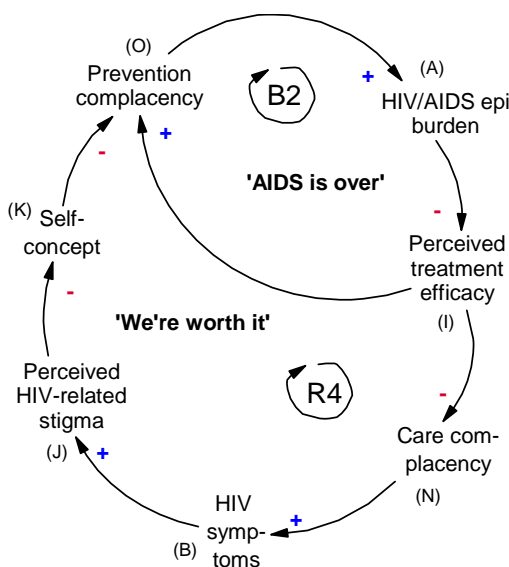 (O)
Prevention
complacency
+
B2
+
(A)
HIV/AIDS epi
burden
-
'AIDS is over'
-
(K) Self-
concept
Perceived
treatment
efficacy
(I)
-
'We're worth it'
Perceived
HIV-related
stigma
(J)
+
R4
-
Care com-
placency
(N)
+
HIV
symp-
(B) toms